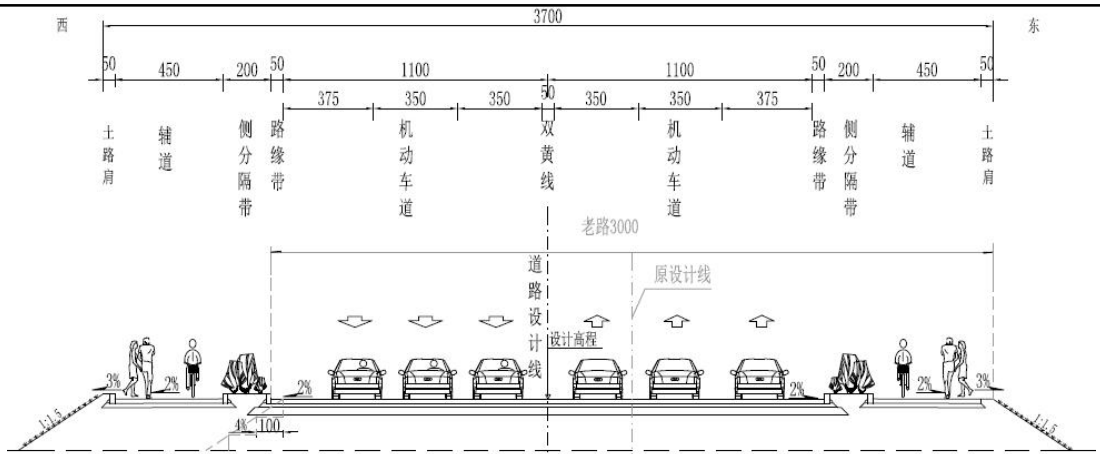 3700
西
东
50
450
200
50
1100
1100
50
200
450
50
375
350
350
50
350
350
375
土路肩
辅道
侧分隔带
路缘带
机动车道
双黄线
机动车道
路缘带
侧分隔带
辅道
土路肩
老路3000
道路设计线
原设计线
设计高程
3%
2%
2%
2%
2%
3%
1:1.5
4%
100
1:1.5